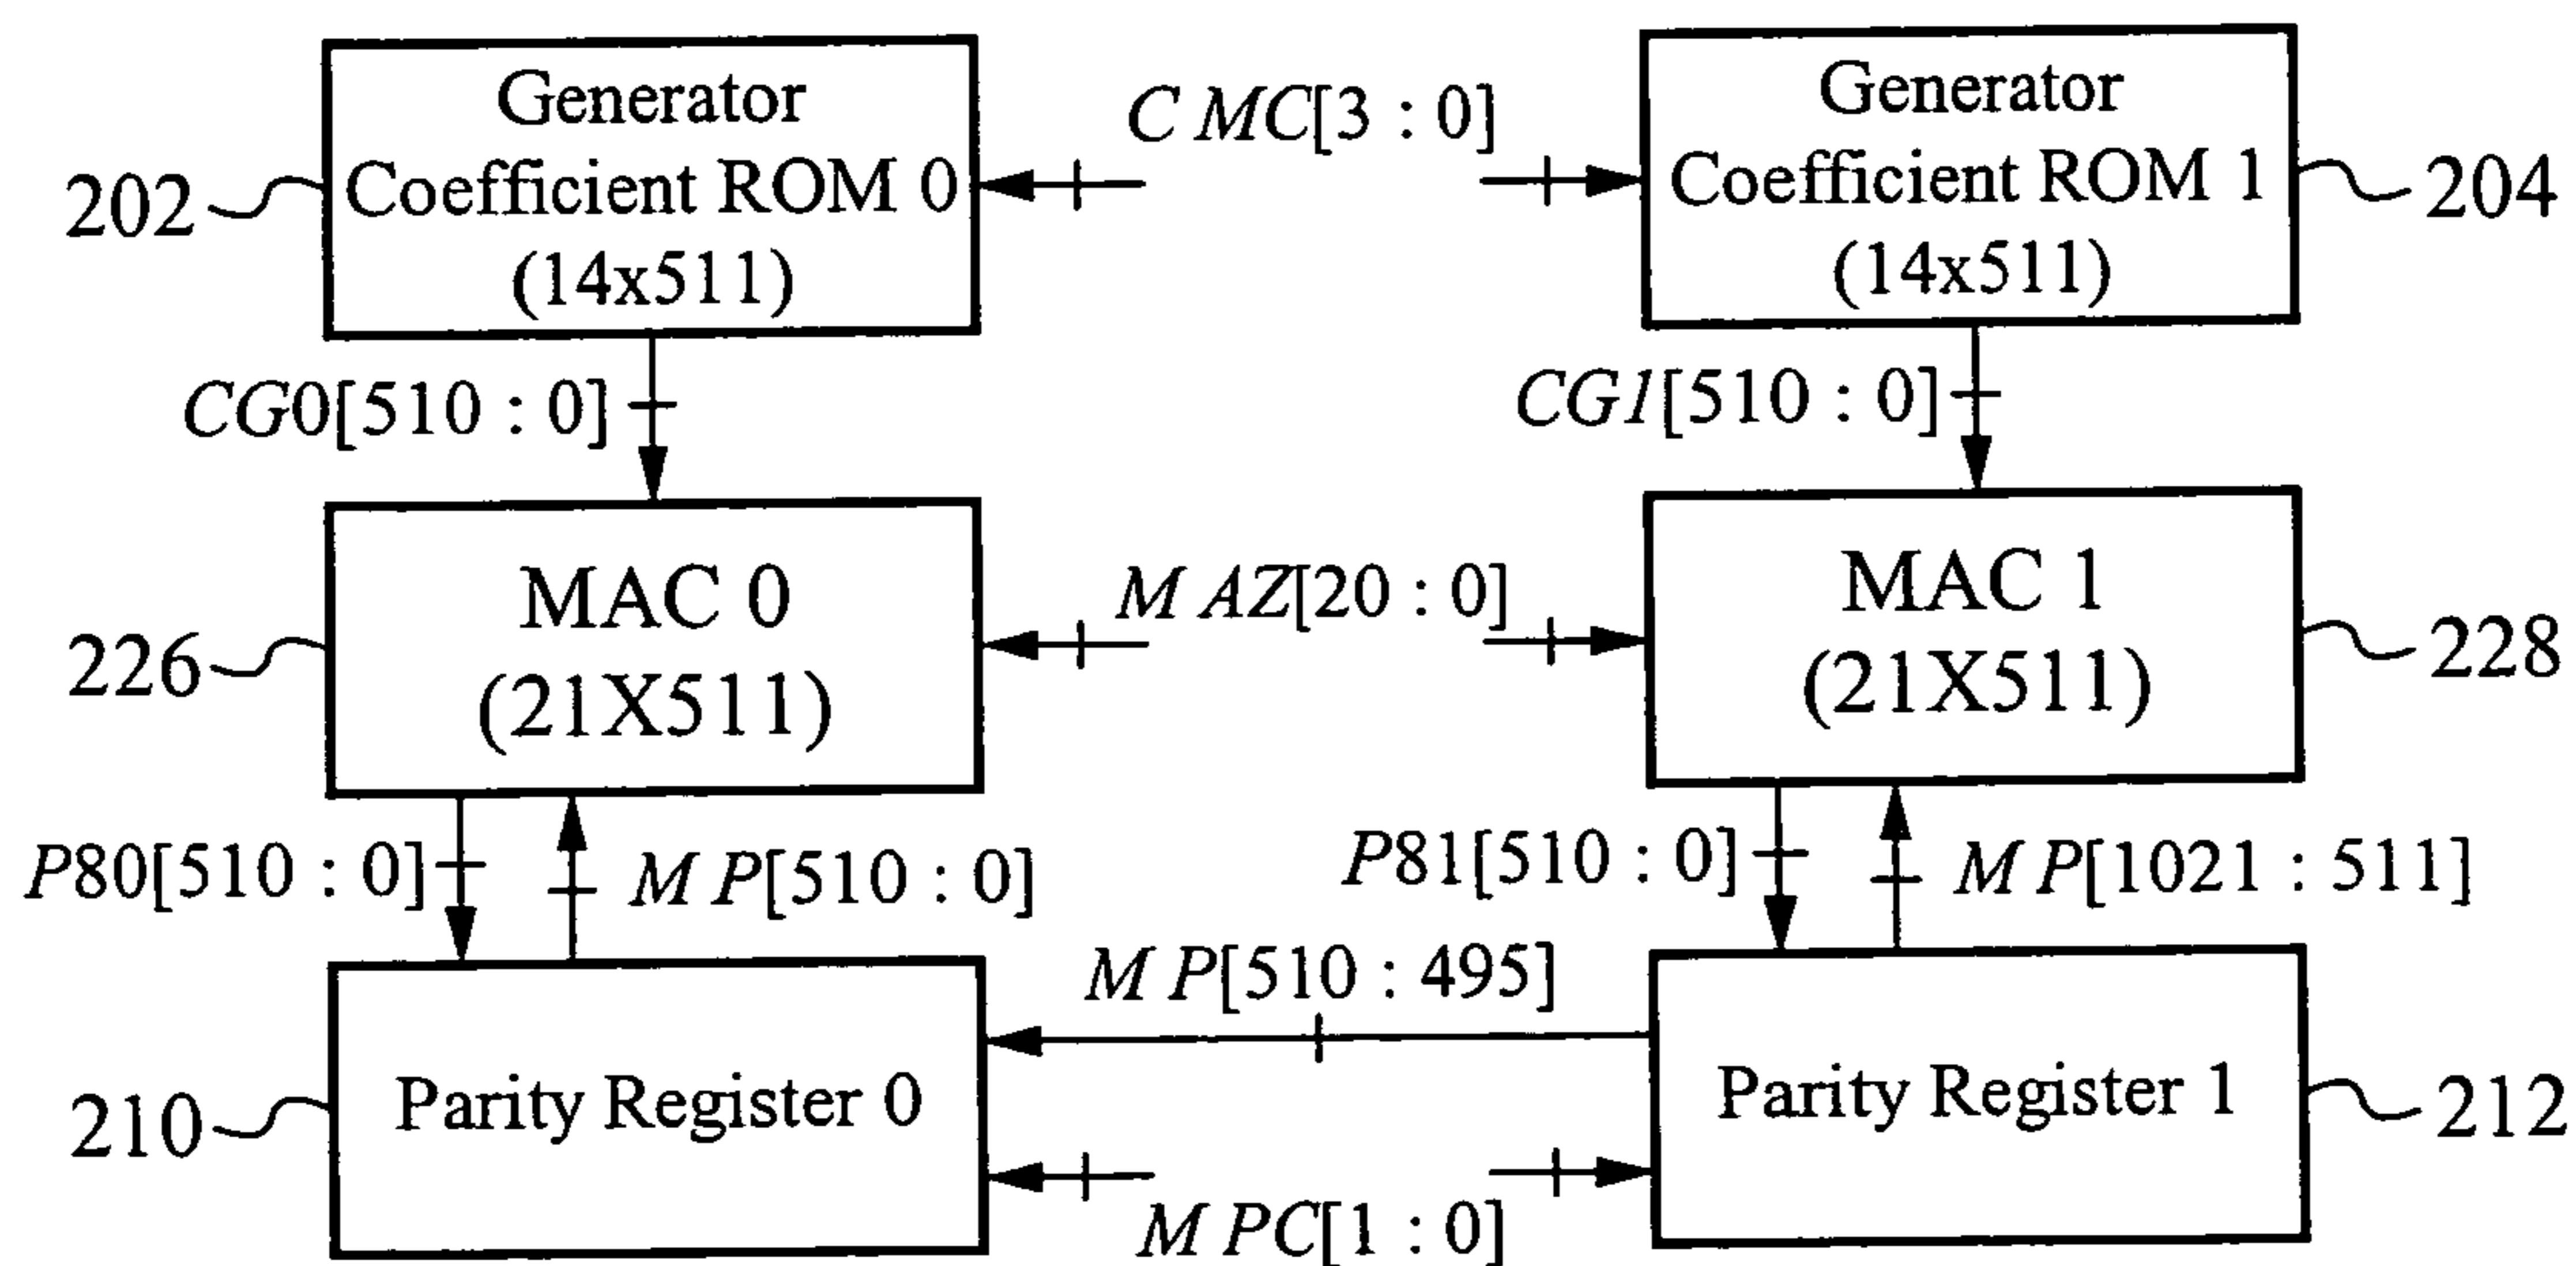 Generator
Coefficient ROM 0
(14x511)
202
C MC[3 : 0]
Generator
Coefficient ROM 1
(14x511)
204
CG0[510 : 0]
CG1[510 : 0]
MAC 0
(21X511)
226
M AZ[20 : 0]
MAC 1
(21X511)
228
P80[510 : 0]
M P[510 : 0]
P81[510 : 0]
M P[1021 : 511]
M P[510 : 495]
Parity Register 0
210
Parity Register 1
212
M PC[1 : 0]